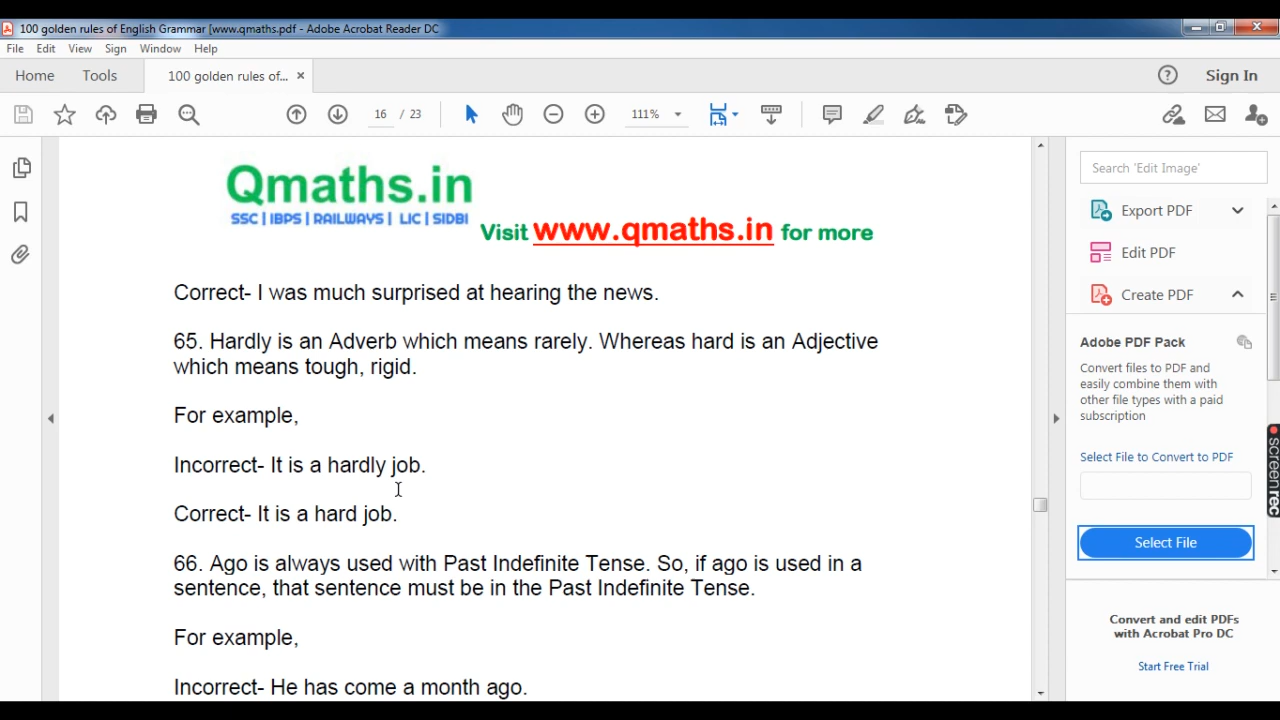 100 golden rules of English Grammar [www.qmaths.pdf - Adobe Acrobat Reader DC
File Edit View Sign Window Help
Home Tools 100 golden rules of... × Sign In
16 / 23 111%
Search 'Edit Image'
Qmaths.in
SSC | IBPS | RAILWAYS | LIC | SIDBI
Visit www.qmaths.in for more
Correct- I was much surprised at hearing the news.
65. Hardly is an Adverb which means rarely. Whereas hard is an Adjective
which means tough, rigid.
For example,
Incorrect- It is a hardly job.
Correct- It is a hard job.
66. Ago is always used with Past Indefinite Tense. So, if ago is used in a
sentence, that sentence must be in the Past Indefinite Tense.
For example,
Incorrect- He has come a month ago.
Export PDF
Edit PDF
Create PDF
Adobe PDF Pack
Convert files to PDF and
easily combine them with
other file types with a paid
subscription
Select File to Convert to PDF
Select File
Convert and edit PDFs
with Acrobat Pro DC
Start Free Trial
screenrec